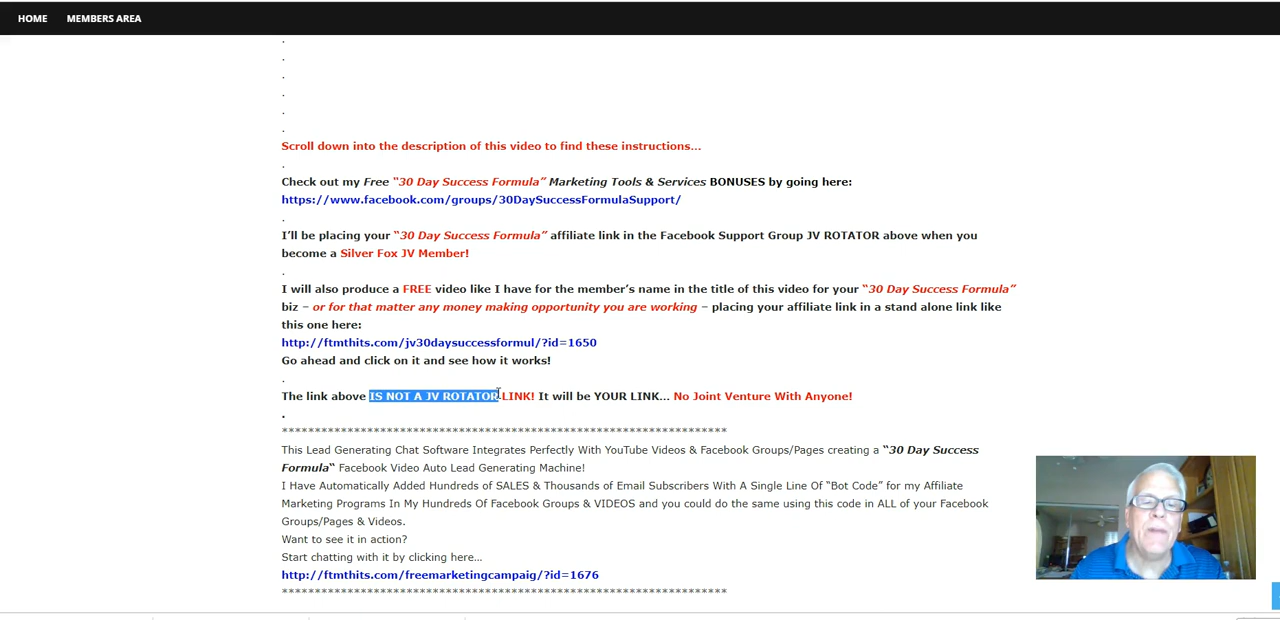 HOME MEMBERS AREA
.
.
.
.
.
.
Scroll down into the description of this video to find these instructions...
.
Check out my Free "30 Day Success Formula" Marketing Tools & Services BONUSES by going here:
https://www.facebook.com/groups/30DaySuccessFormulaSupport/
.
I'll be placing your "30 Day Success Formula" affiliate link in the Facebook Support Group JV ROTATOR above when you
become a Silver Fox JV Member!
.
I will also produce a FREE video like I have for the member's name in the title of this video for your "30 Day Success Formula"
biz – or for that matter any money making opportunity you are working – placing your affiliate link in a stand alone link like
this one here:
http://ftmthits.com/jv30daysuccessformul/?id=1650
Go ahead and click on it and see how it works!
.
The link above IS NOT A JV ROTATOR LINK! It will be YOUR LINK... No Joint Venture With Anyone!
.
********************************************************************
This Lead Generating Chat Software Integrates Perfectly With YouTube Videos & Facebook Groups/Pages creating a "30 Day Success
Formula" Facebook Video Auto Lead Generating Machine!
I Have Automatically Added Hundreds of SALES & Thousands of Email Subscribers With A Single Line Of "Bot Code" for my Affiliate
Marketing Programs In My Hundreds Of Facebook Groups & VIDEOS and you could do the same using this code in ALL of your Facebook
Groups/Pages & Videos.
Want to see it in action?
Start chatting with it by clicking here...
http://ftmthits.com/freemarketingcampaig/?id=1676
********************************************************************